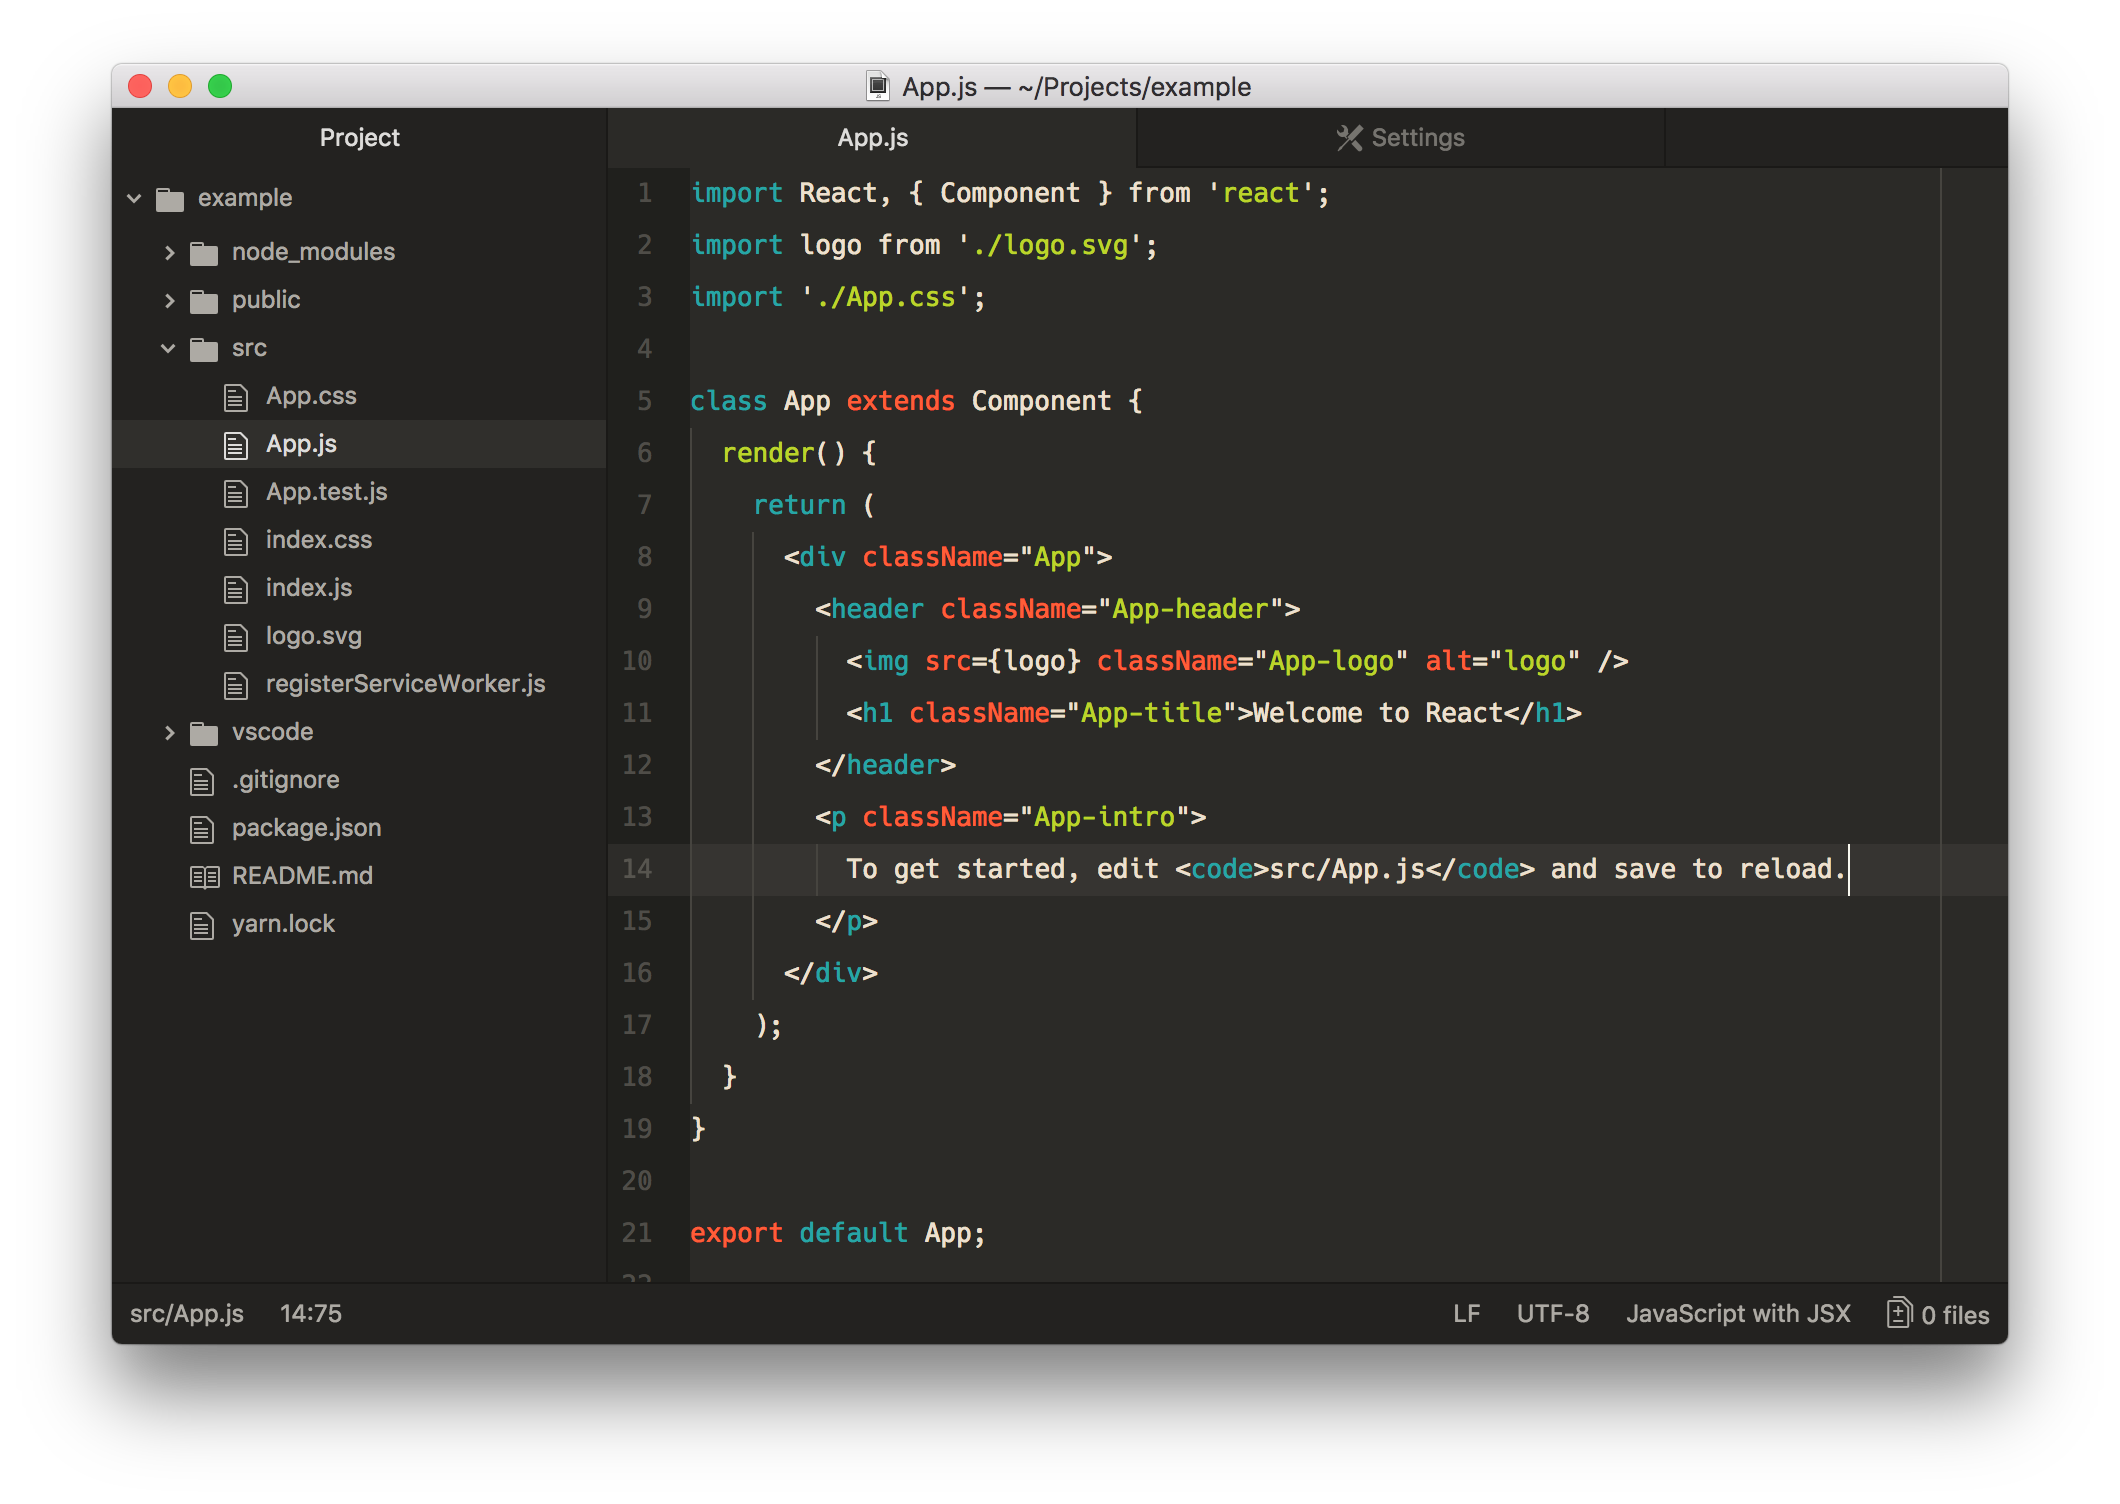 App.js — ~/Projects/example
Project
example
node_modules
public
src
App.css
App.js
App.test.js
index.css
index.js
logo.svg
registerServiceWorker.js
vscode
.gitignore
package.json
README.md
yarn.lock
App.js
Settings
1 import React, { Component } from 'react';
2 import logo from './logo.svg';
3 import './App.css';
4
5 class App extends Component {
6   render() {
7     return (
8       <div className="App">
9         <header className="App-header">
10           <img src={logo} className="App-logo" alt="logo" />
11           <h1 className="App-title">Welcome to React</h1>
12         </header>
13         <p className="App-intro">
14           To get started, edit <code>src/App.js</code> and save to reload.
15         </p>
16       </div>
17     );
18   }
19 }
20
21 export default App;
22
src/App.js 14:75
LF UTF-8 JavaScript with JSX 0 files